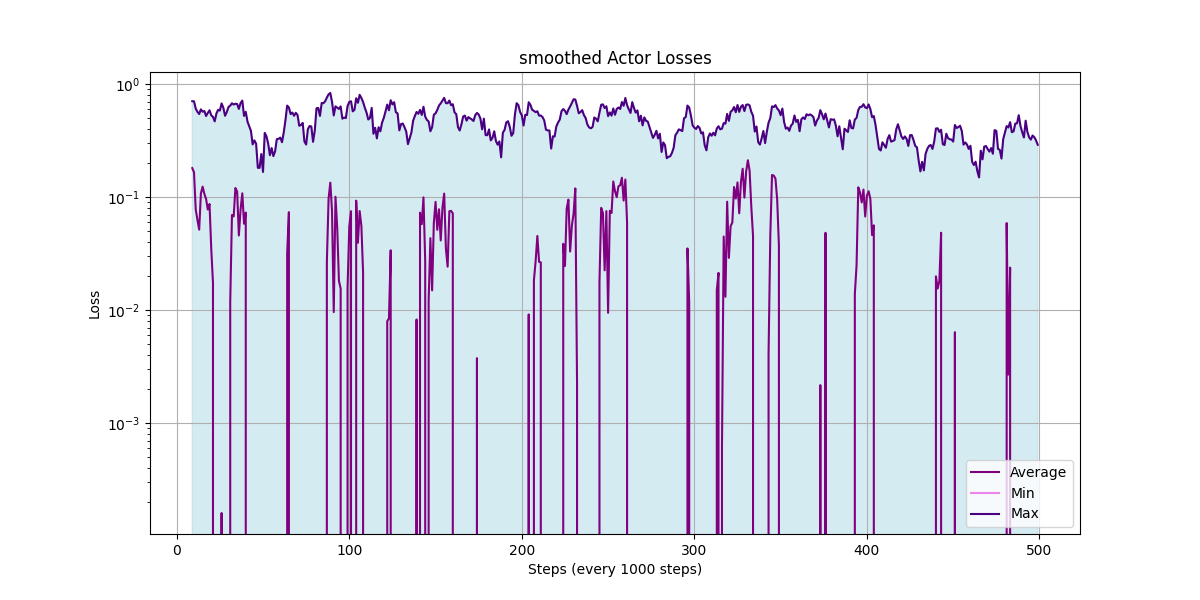 smoothed Actor Losses
Loss
10⁰
10⁻¹
10⁻²
10⁻³
0 100 200 300 400 500
Steps (every 1000 steps)
Average
Min
Max